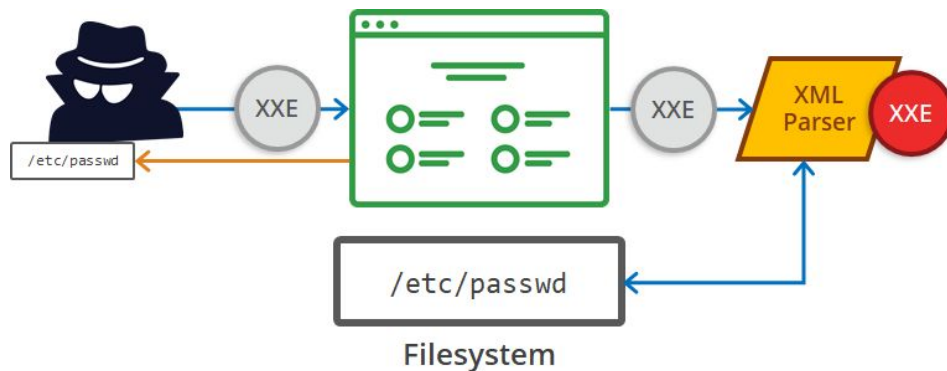 XXE
XXE
XML
Parser
XXE
/etc/passwd
/etc/passwd
Filesystem